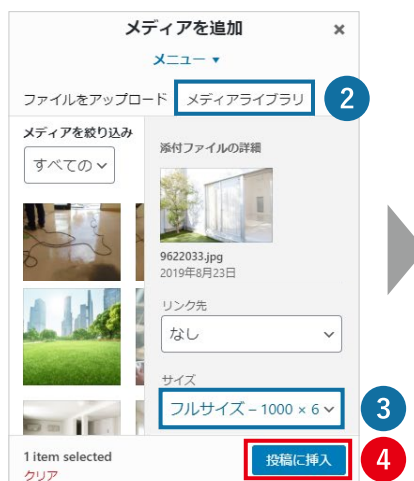 メディアを追加 ×
メニュー ▼
ファイルをアップロード メディアライブラリ 2
メディアを絞り込み
すべての
添付ファイルの詳細
9622033.jpg
2019年8月23日
リンク先
なし
サイズ
フルサイズ – 1000 × 6 3
1 item selected
クリア
投稿に挿入 4